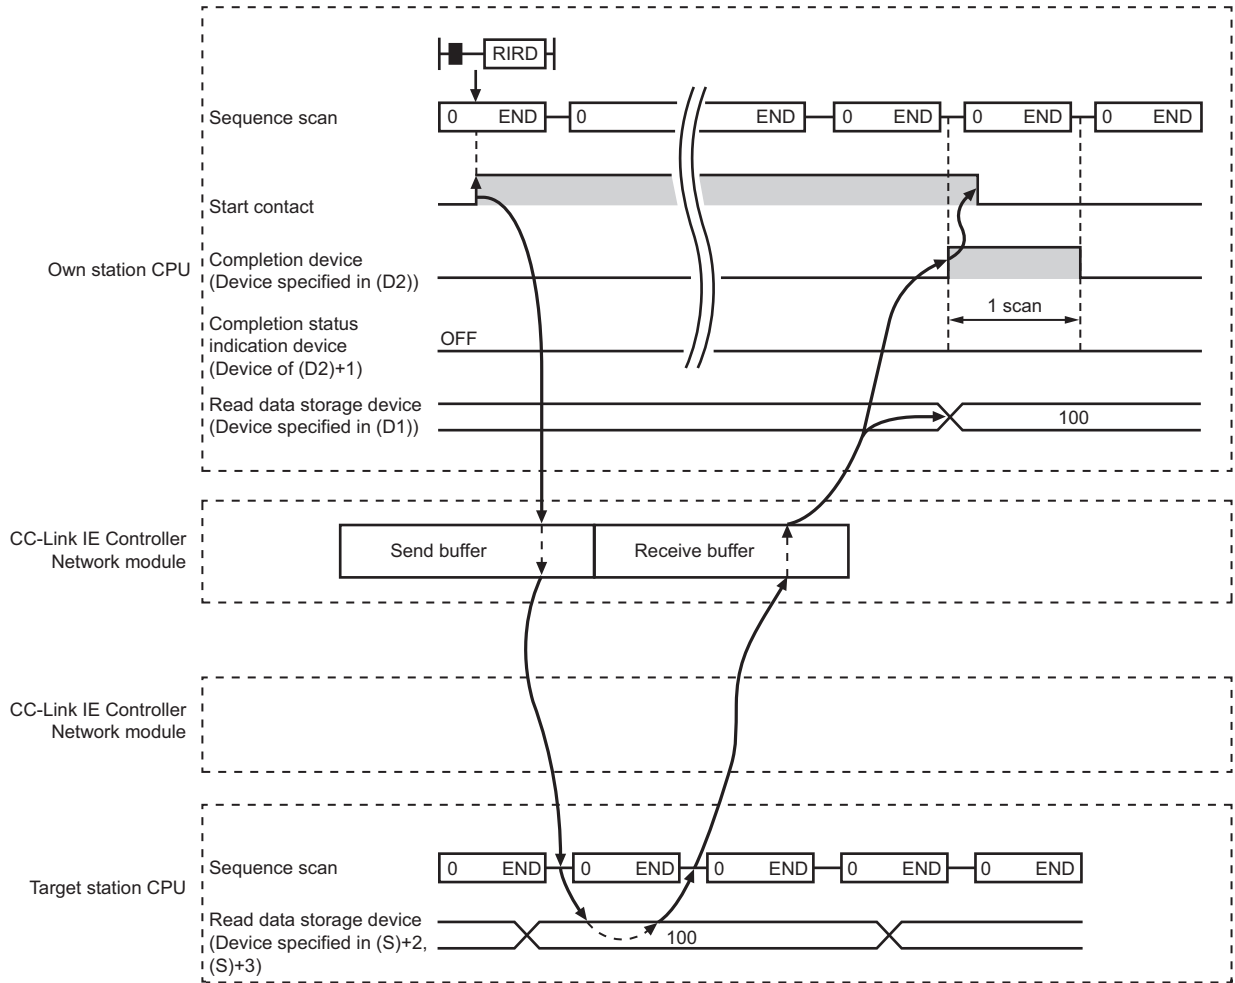 RIRD
Sequence scan
0 END 0 END 0 END 0 END 0 END
Start contact
Own station CPU
Completion device
(Device specified in (D2))
1 scan
Completion status
indication device
(Device of (D2)+1)
OFF
Read data storage device
(Device specified in (D1))
100
CC-Link IE Controller
Network module
Send buffer
Receive buffer
CC-Link IE Controller
Network module
Target station CPU
Sequence scan
0 END 0 END 0 END 0 END 0 END
Read data storage device
(Device specified in (S)+2,
(S)+3)
100